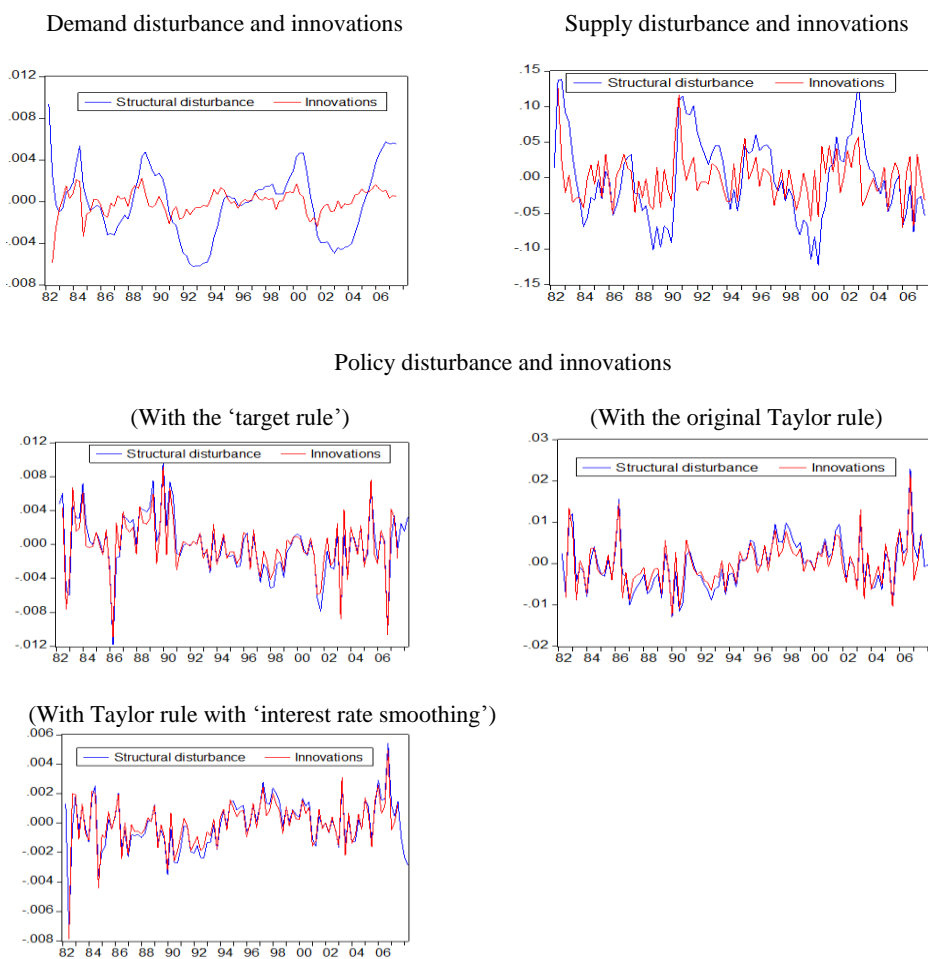 Demand disturbance and innovations
Supply disturbance and innovations
.012
.008
.004
.000
-.004
-.008
Structural disturbance
Innovations
82 84 86 88 90 92 94 96 98 00 02 04 06
.15
.10
.05
.00
-.05
-.10
-.15
Structural disturbance
Innovations
82 84 86 88 90 92 94 96 98 00 02 04 06
Policy disturbance and innovations
(With the ‘target rule’)
(With the original Taylor rule)
.012
.008
.004
.000
-.004
-.008
-.012
Structural disturbance
Innovations
82 84 86 88 90 92 94 96 98 00 02 04 06
.03
.02
.01
.00
-.01
-.02
Structural disturbance
Innovations
82 84 86 88 90 92 94 96 98 00 02 04 06
(With Taylor rule with ‘interest rate smoothing’)
.006
.004
.002
.000
-.002
-.004
-.006
-.008
Structural disturbance
Innovations
82 84 86 88 90 92 94 96 98 00 02 04 06